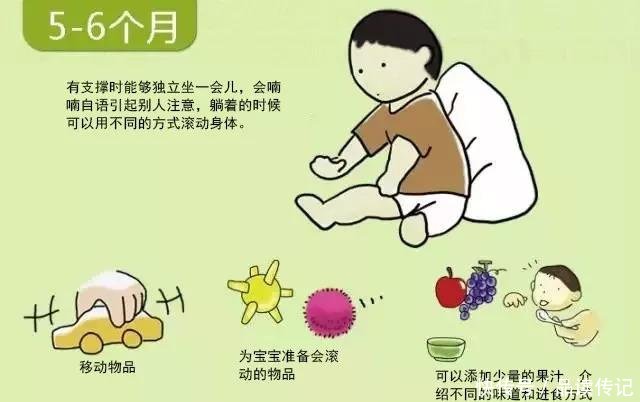 5-6个月
有支撑时能够独立坐一会儿，会喃
喃自语引起别人注意，躺着的时候
可以用不同的方式滚动身体。
移动物品
为宝宝准备会滚
动的物品
可以添加少量的果汁，介
绍不同的味道和进食方式